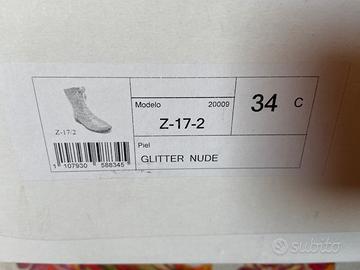 Modelo 20009
Z-17-2
34 C
Z-17/2
Piel
GLITTER NUDE
1 107930 588345
subito